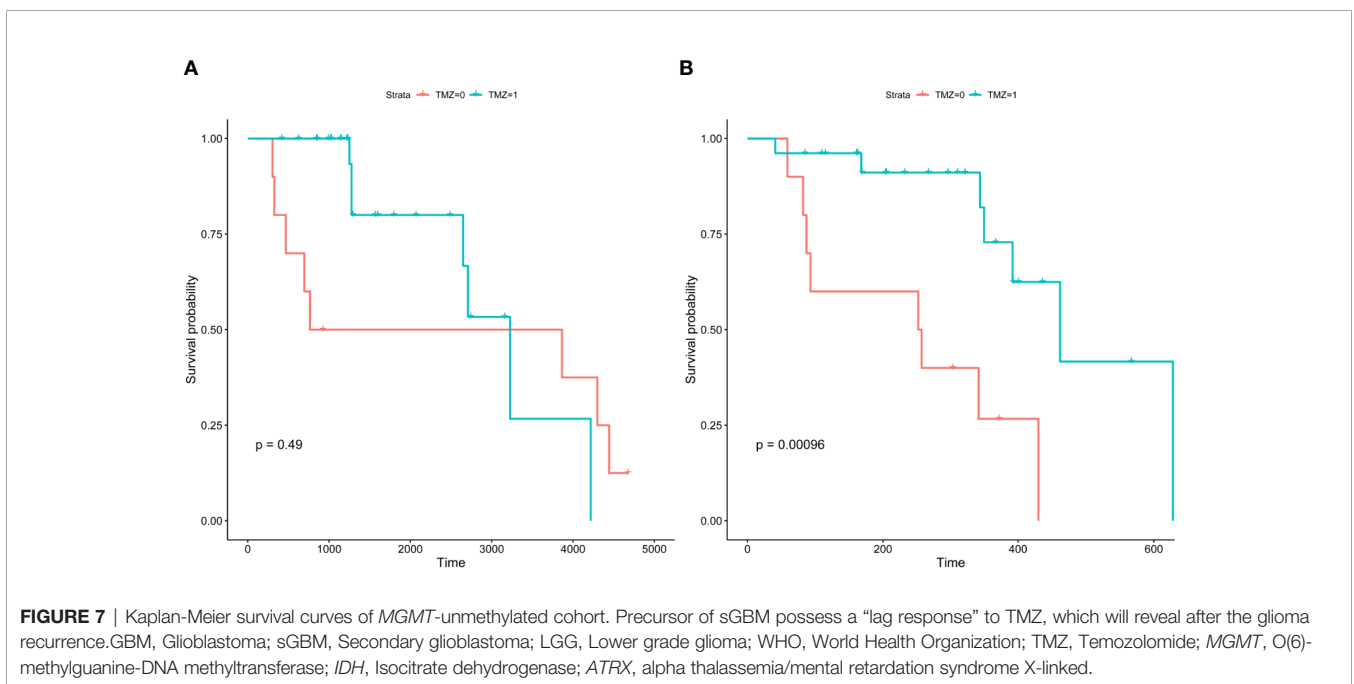 A
B
Strata TMZ=0 TMZ=1
Strata TMZ=0 TMZ=1
1.00
0.75
0.50
0.25
0.00
Survival probability
p = 0.49
0 1000 2000 3000 4000 5000
Time
1.00
0.75
0.50
0.25
0.00
Survival probability
p = 0.00096
0 200 400 600
Time
FIGURE 7 | Kaplan-Meier survival curves of MGMT-unmethylated cohort. Precursor of sGBM possess a “lag response” to TMZ, which will reveal after the glioma
recurrence.GBM, Glioblastoma; sGBM, Secondary glioblastoma; LGG, Lower grade glioma; WHO, World Health Organization; TMZ, Temozolomide; MGMT, O(6)-
methylguanine-DNA methyltransferase; IDH, Isocitrate dehydrogenase; ATRX, alpha thalassemia/mental retardation syndrome X-linked.